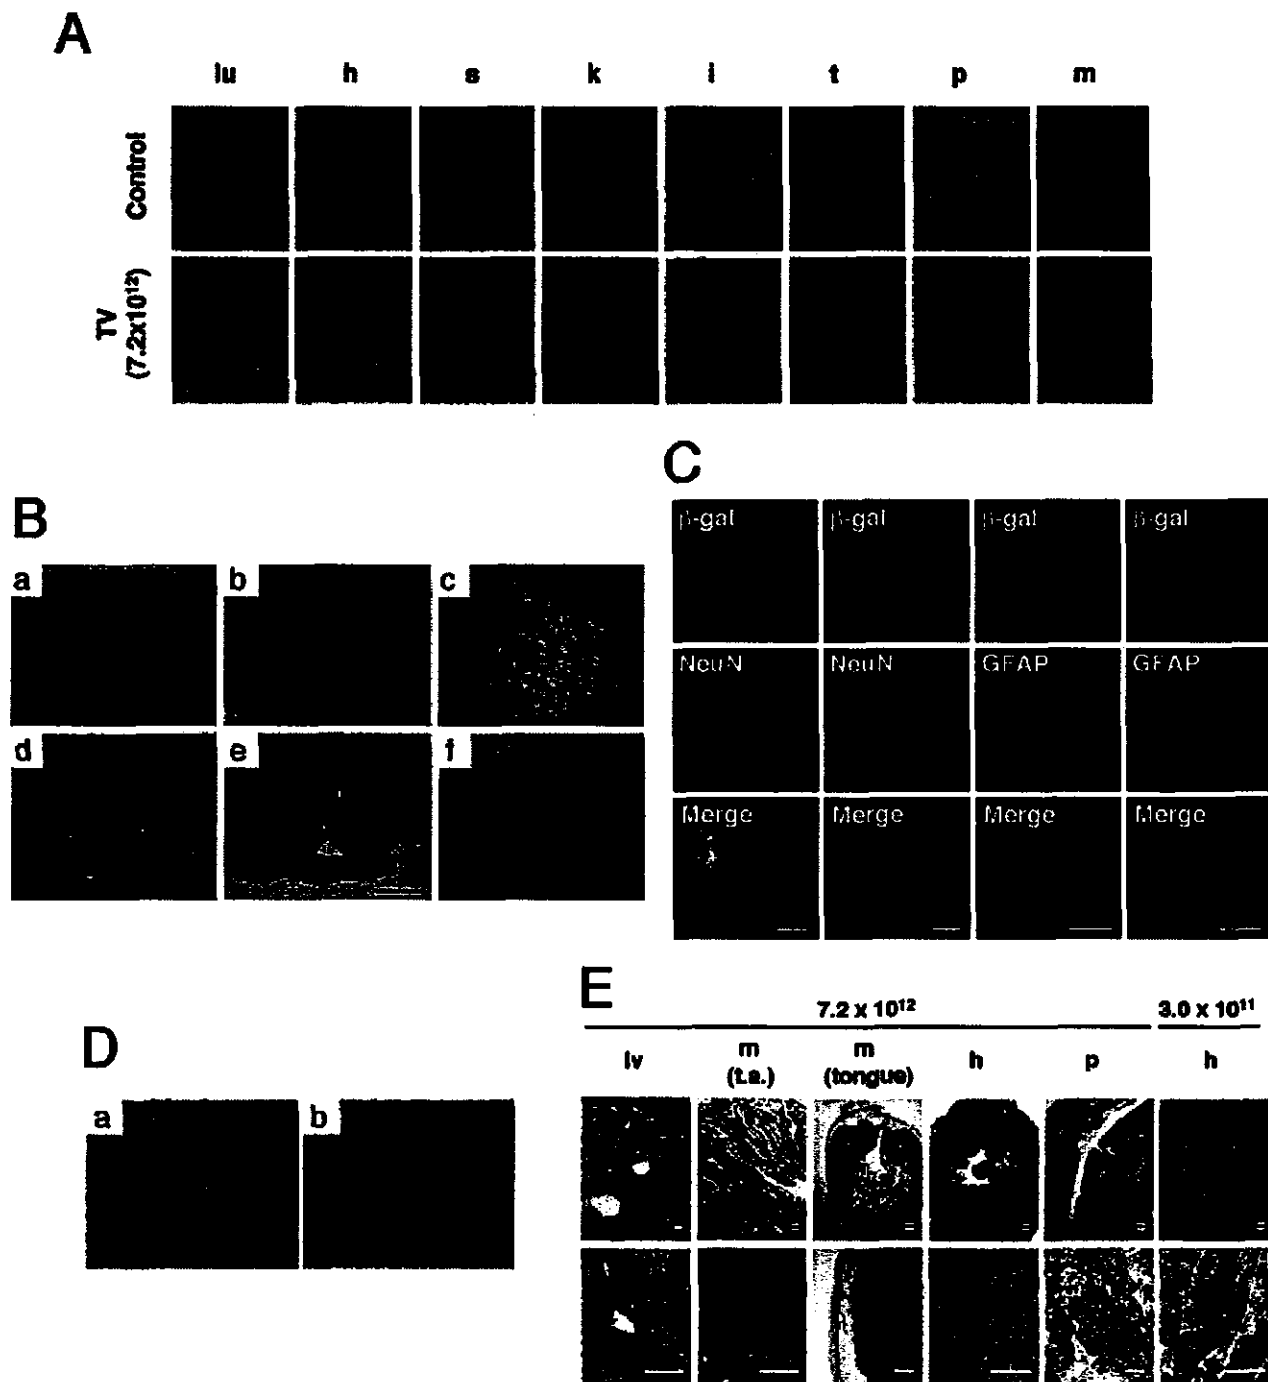 A
lu h s k i t p m
Control
TV
(7.2x10¹²)
B
a b c
d e f
C
β-gal β-gal β-gal β-gal
NeuN NeuN GFAP GFAP
Merge Merge Merge Merge
D
a b
E
7.2 x 10¹² 3.0 x 10¹¹
lv m (t.a.) m (tongue) h p h